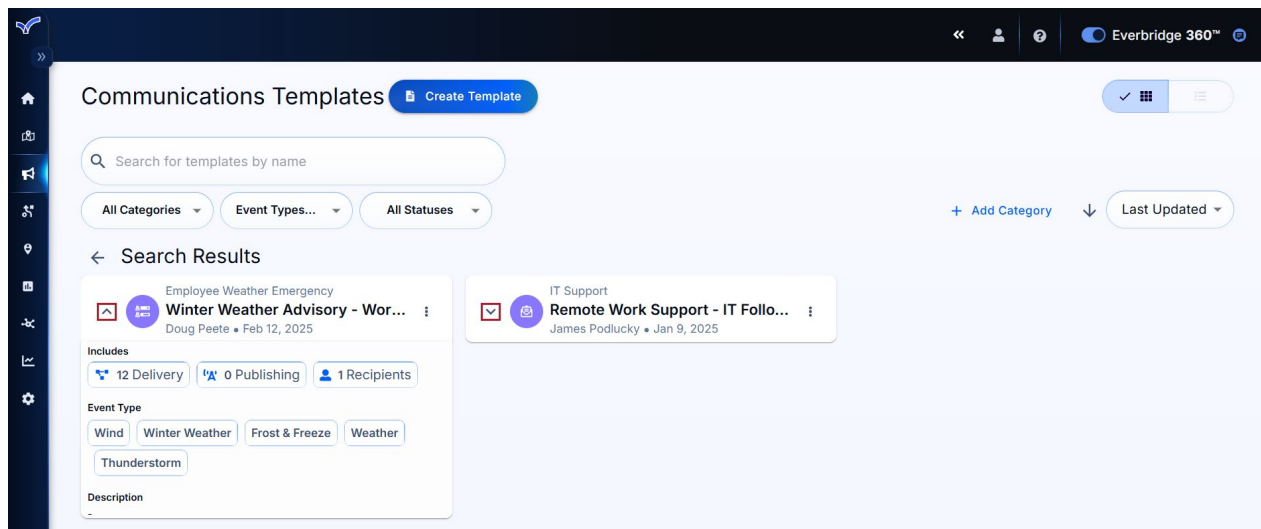 Everbridge 360™
Communications Templates
Create Template
Search for templates by name
All Categories
Event Types...
All Statuses
+ Add Category
Last Updated
Search Results
Employee Weather Emergency
Winter Weather Advisory - Wor...
Doug Peete • Feb 12, 2025
IT Support
Remote Work Support - IT Follo...
James Podlucky • Jan 9, 2025
Includes
12 Delivery
0 Publishing
1 Recipients
Event Type
Wind
Winter Weather
Frost & Freeze
Weather
Thunderstorm
Description
-